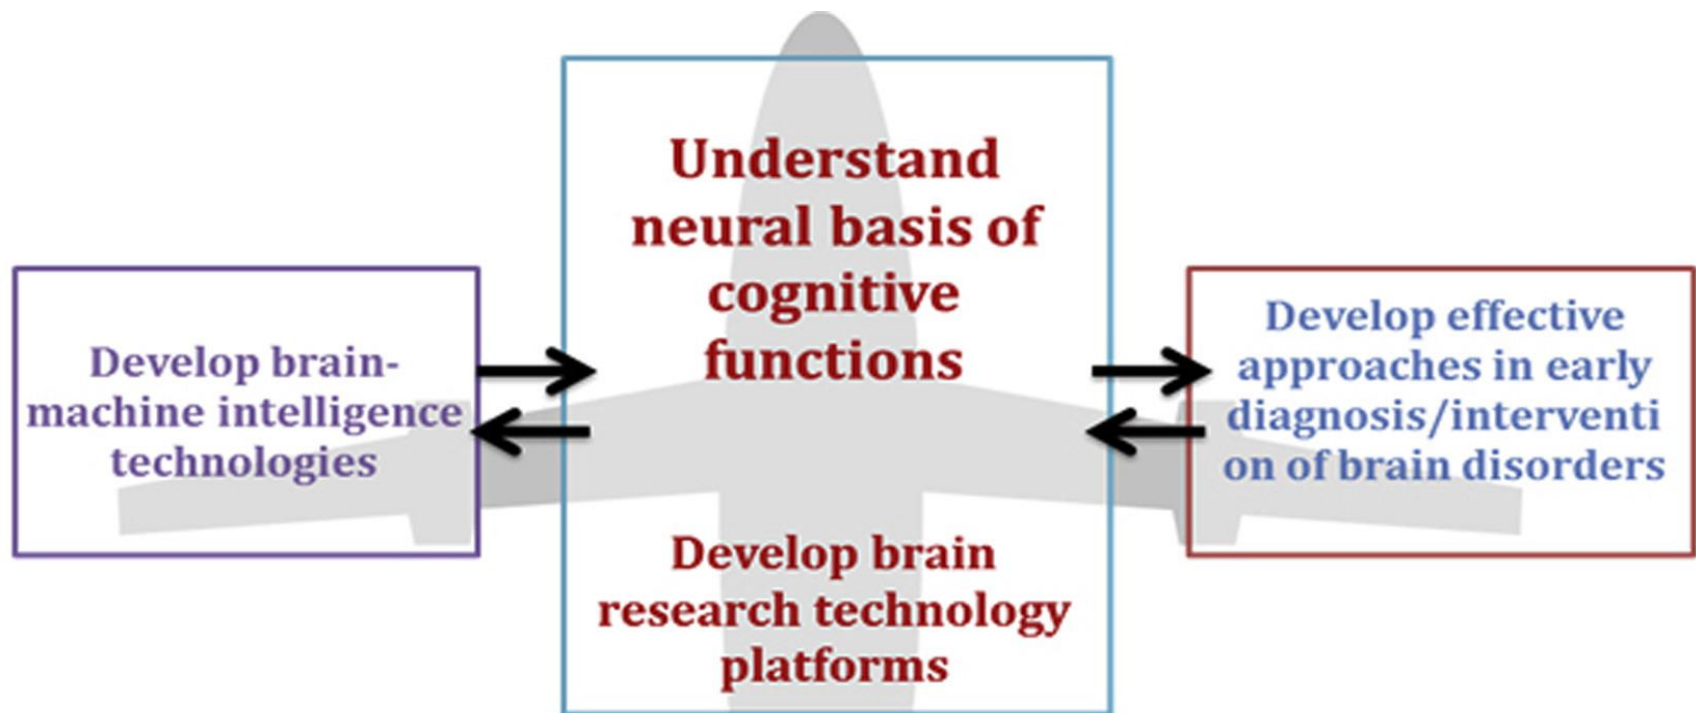 Understand
neural basis of
cognitive
functions
Develop brain
research technology
platforms
Develop brain-
machine intelligence
technologies
Develop effective
approaches in early
diagnosis/interventi
on of brain disorders